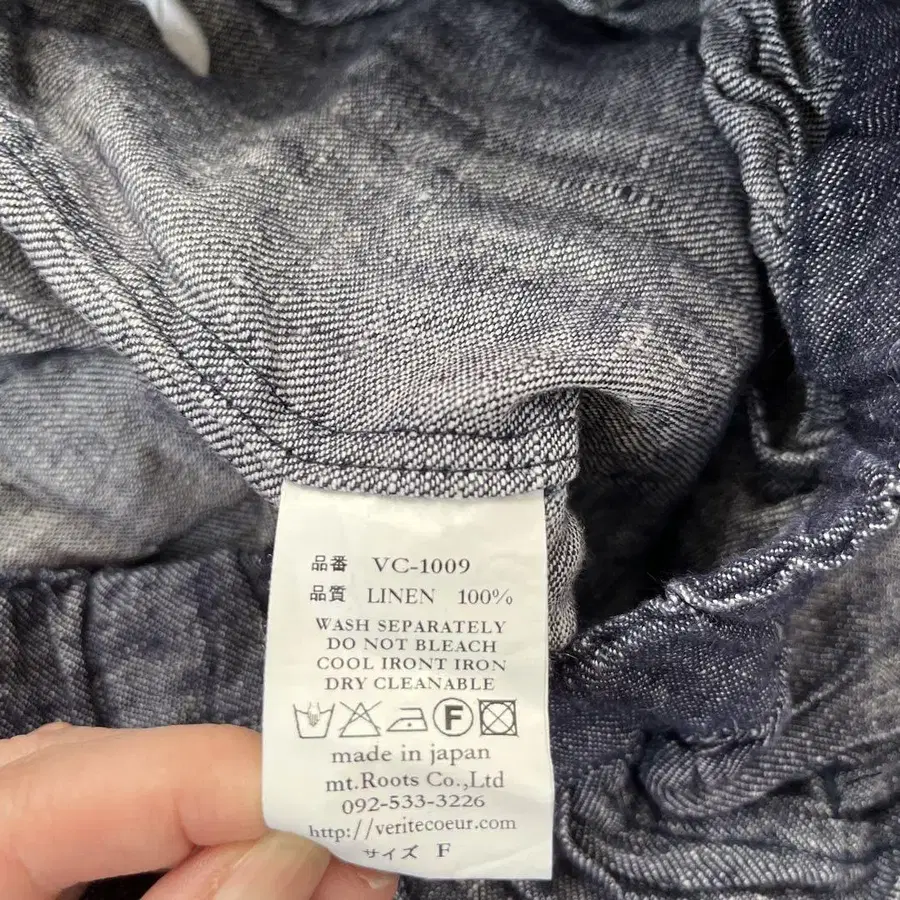 品番 VC-1009
品質 LINEN 100%
WASH SEPARATELY
DO NOT BLEACH
COOL IRONT IRON
DRY CLEANABLE
F
made in japan
mt.Roots Co.,Ltd
092-533-3226
http://veritecoeur.com
サイズ F